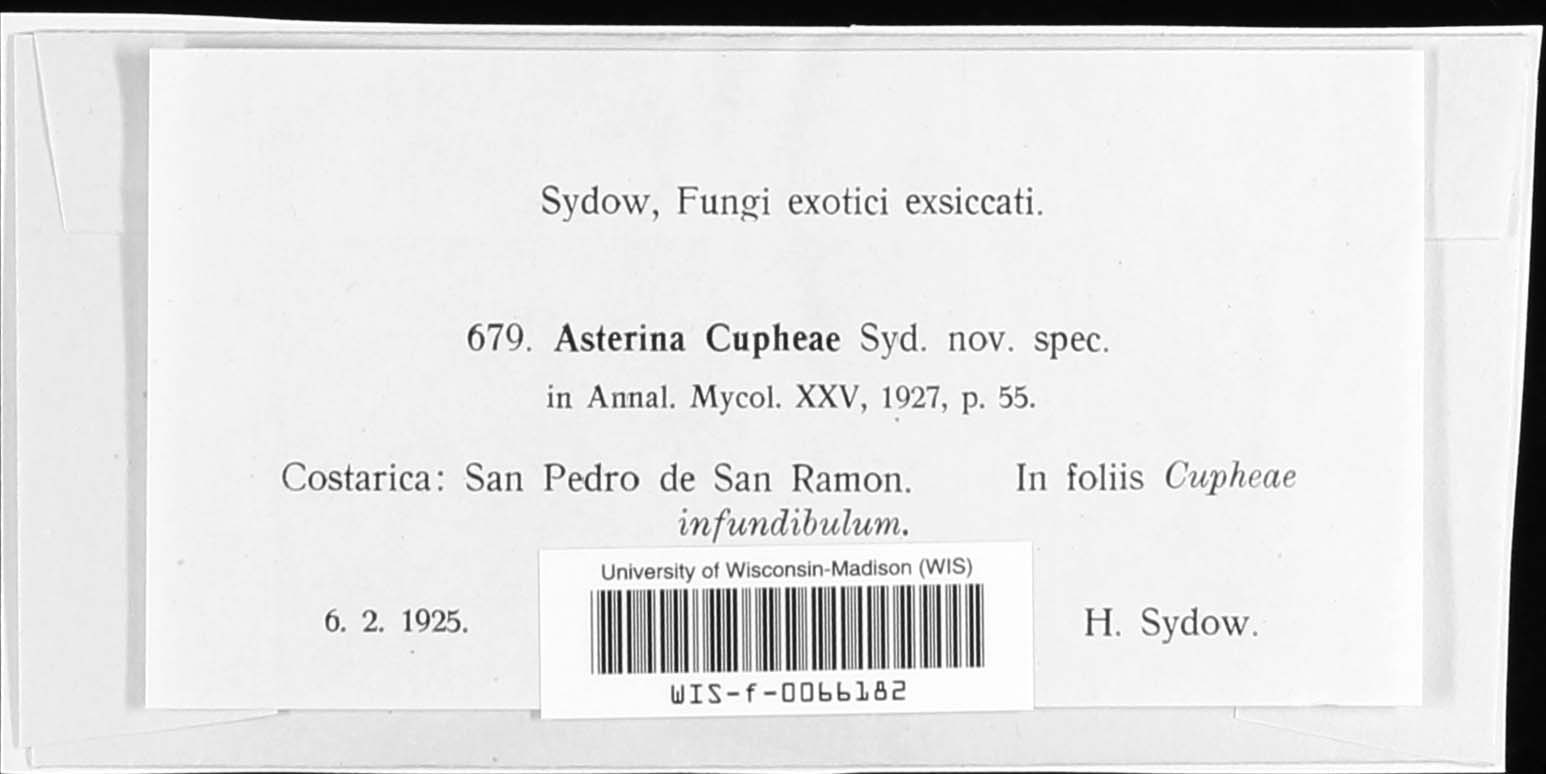 Sydow, Fungi exotici exsiccati.
679. Asterina Cupheae Syd. nov. spec.
in Annal. Mycol. XXV, 1927, p. 55.
Costarica: San Pedro de San Ramon. In foliis Cupheae
infundibulum.
University of Wisconsin-Madison (WIS)
6. 2. 1925. H. Sydow.
WIS-f-0066182